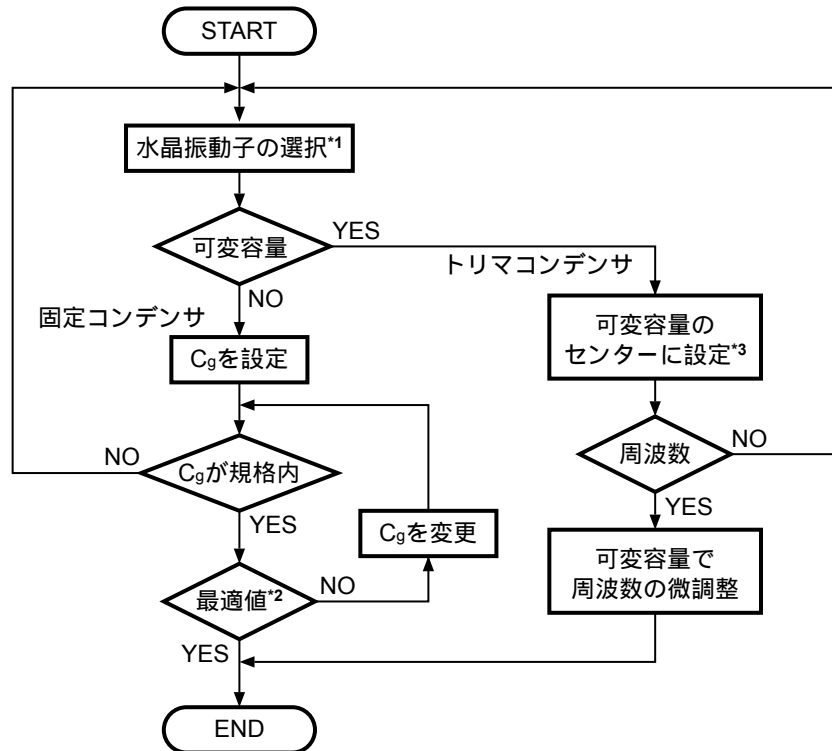 START
水晶振動子の選択*1
可変容量
YES
トリマコンデンサ
NO
固定コンデンサ
Cgを設定
可変容量の
センターに設定*3
周波数
NO
YES
可変容量で
周波数の微調整
Cgが規格内
NO
YES
Cgを変更
最適値*2
NO
YES
END